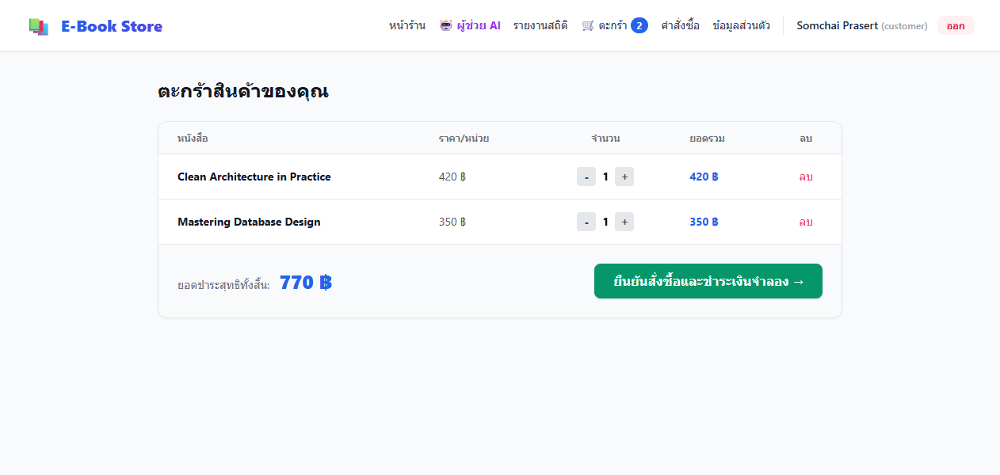 E-Book Store
หน้าร้าน ผู้ช่วย AI รายงานสถิติ ตะกร้า 2 คำสั่งซื้อ ข้อมูลส่วนตัว Somchai Prasert (customer) ออก
ตะกร้าสินค้าของคุณ
หนังสือ ราคา/หน่วย จำนวน ยอดรวม ลบ
Clean Architecture in Practice 420 ฿ - 1 + 420 ฿ ลบ
Mastering Database Design 350 ฿ - 1 + 350 ฿ ลบ
ยอดชำระสุทธิทั้งสิ้น: 770 ฿ ยืนยันสั่งซื้อและชำระเงินจำลอง →